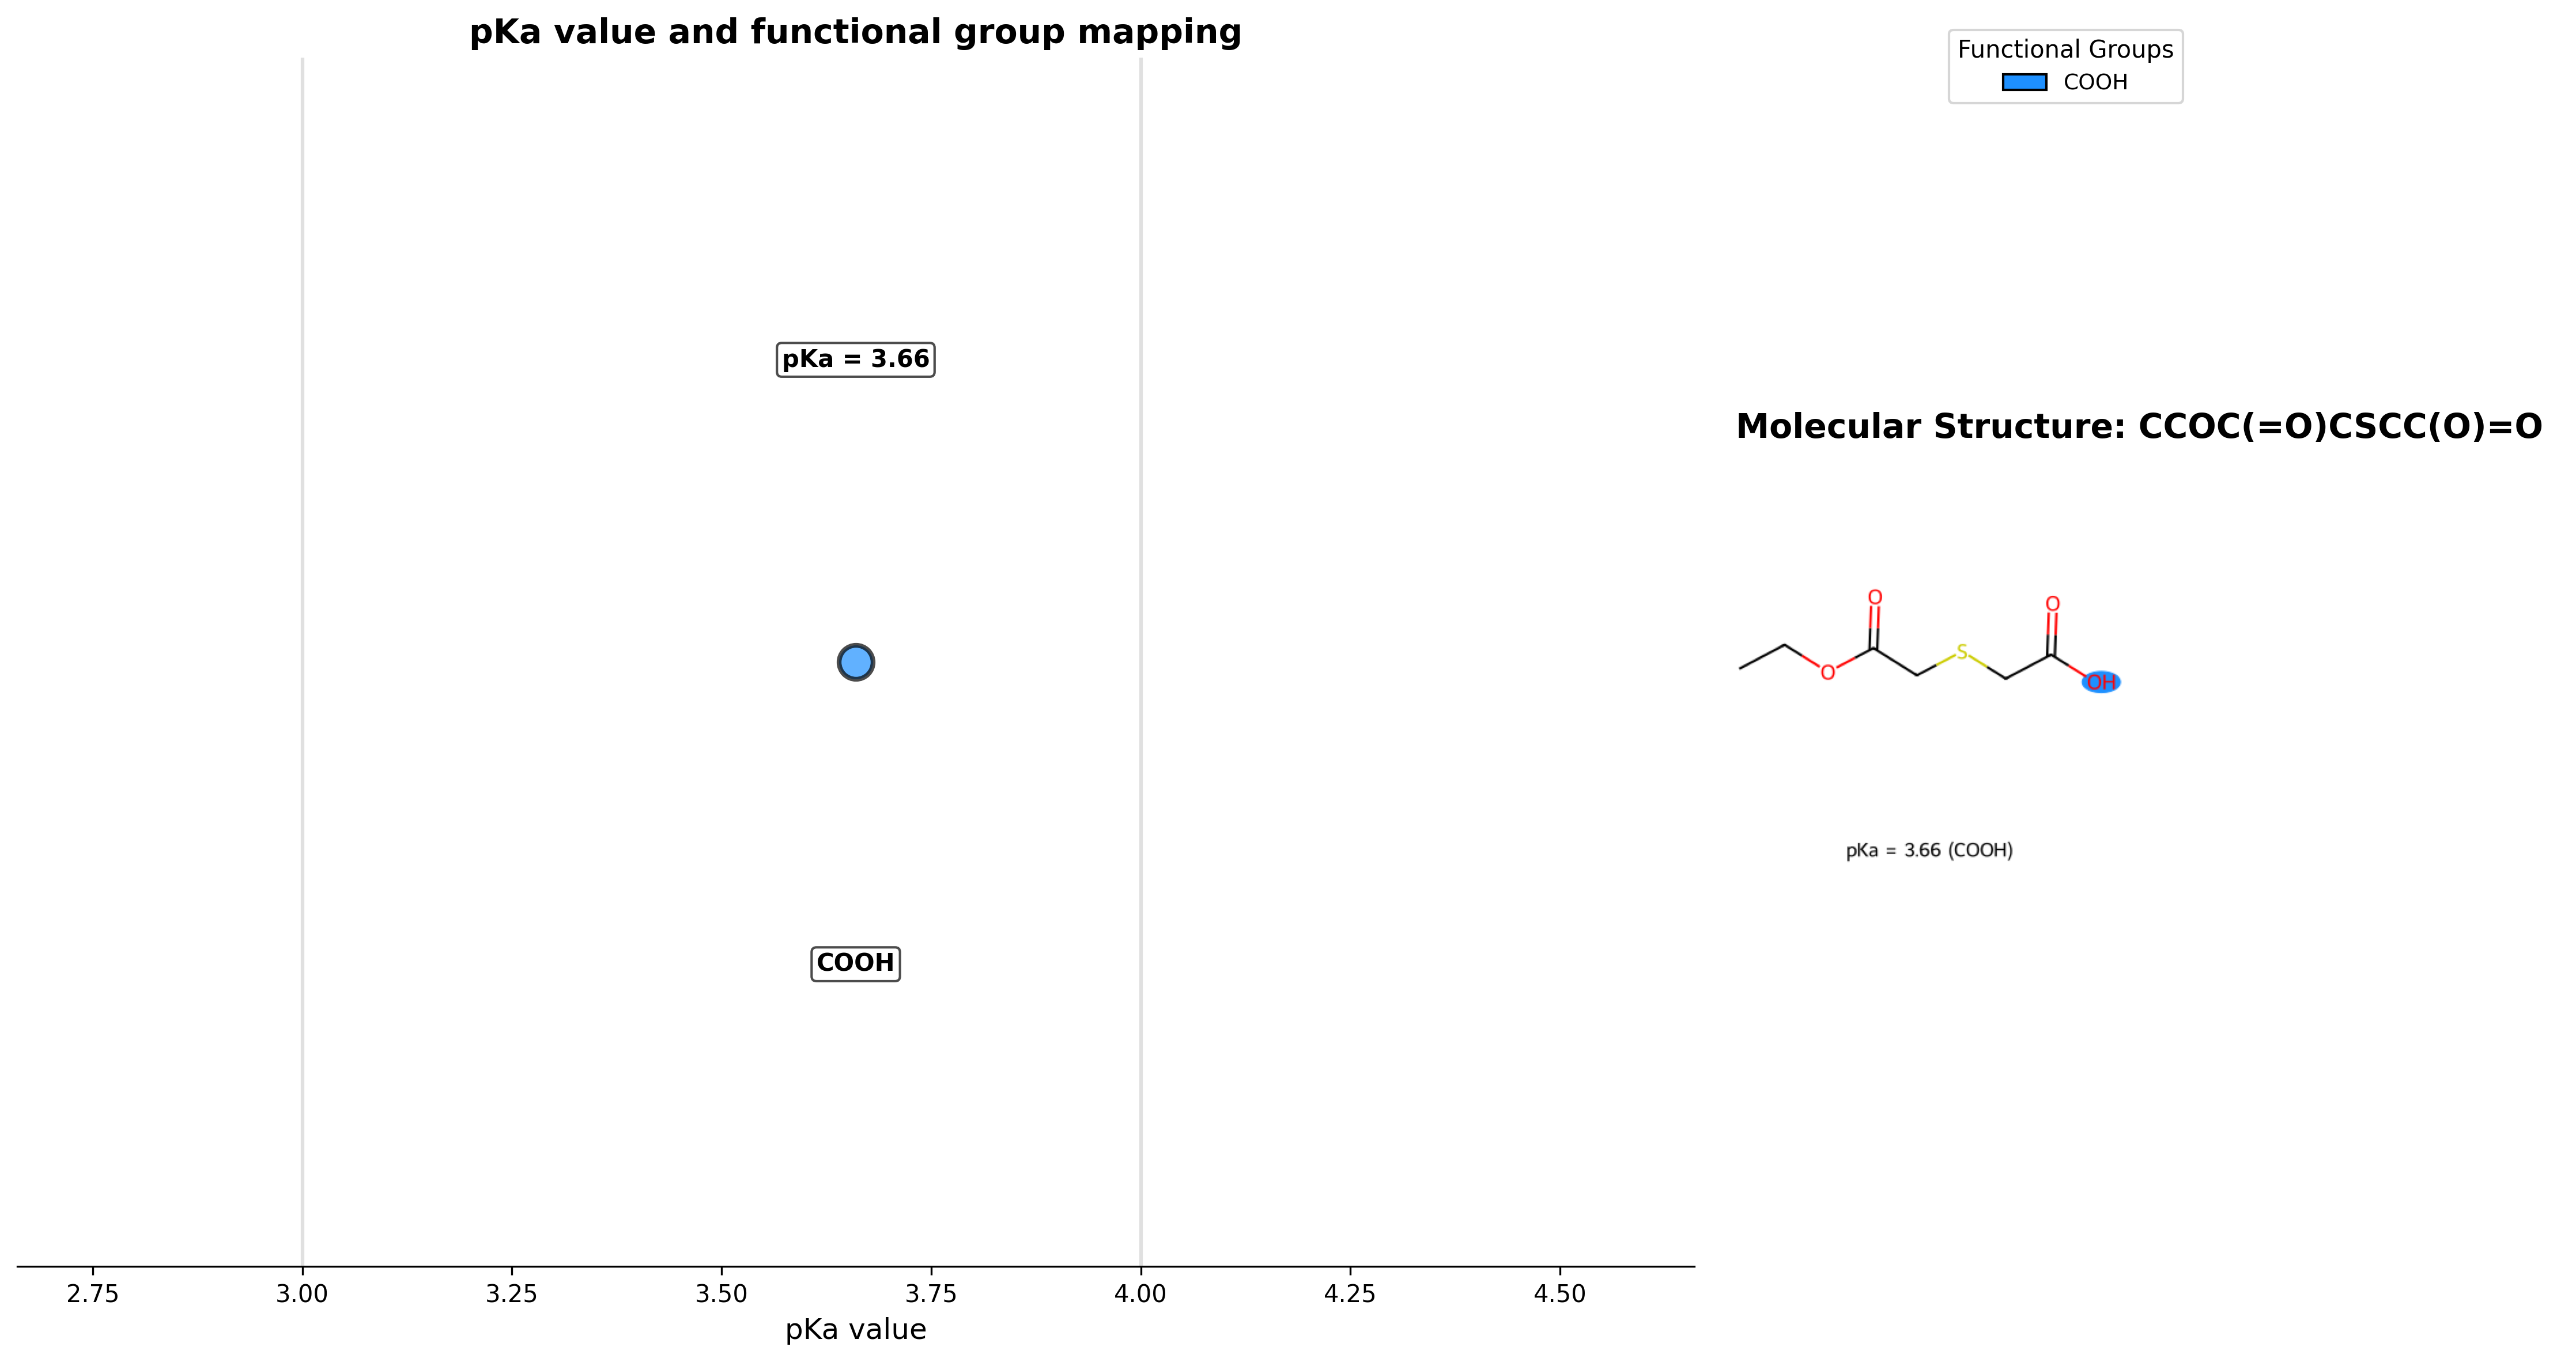 pKa value and functional group mapping
pKa = 3.66
COOH
2.75 3.00 3.25 3.50 3.75 4.00 4.25 4.50
pKa value
Functional Groups
COOH
Molecular Structure: CCOC(=O)CSCC(O)=O
O O
O S OH
pKa = 3.66 (COOH)